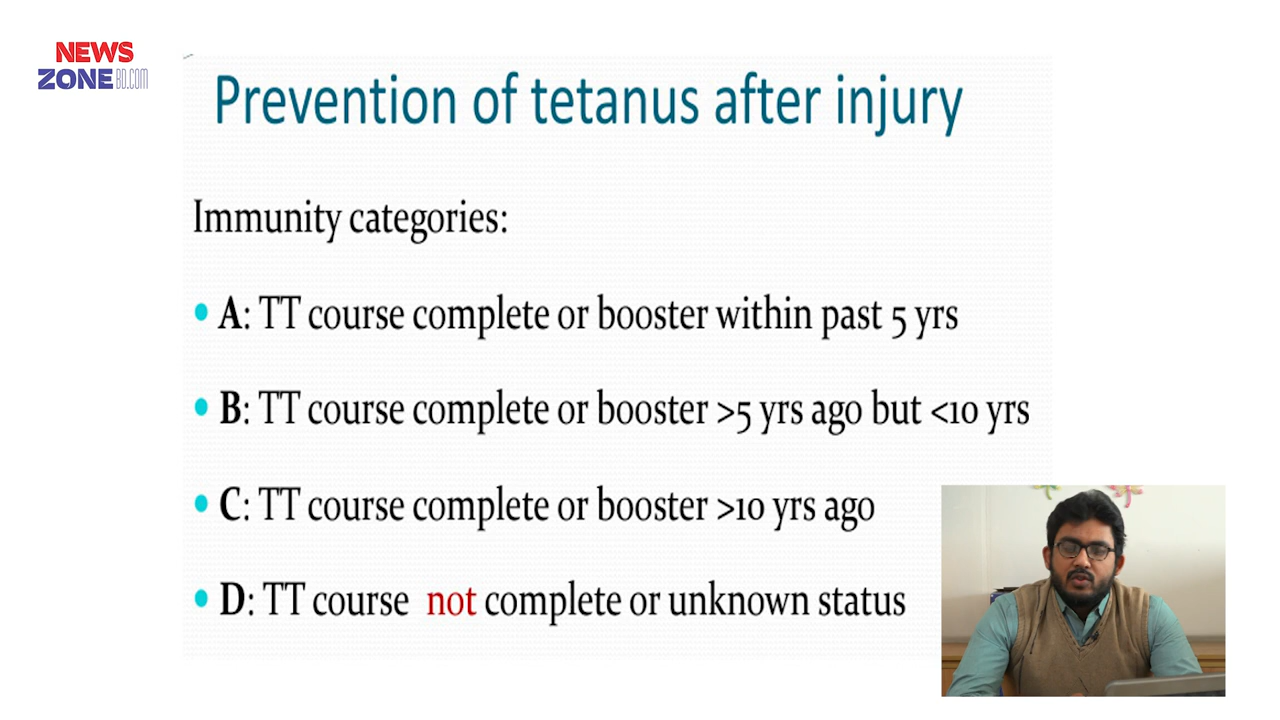 NEWS
ZONE BD.COM
Prevention of tetanus after injury
Immunity categories:
• A: TT course complete or booster within past 5 yrs
• B: TT course complete or booster >5 yrs ago but <10 yrs
• C: TT course complete or booster >10 yrs ago
• D: TT course not complete or unknown status